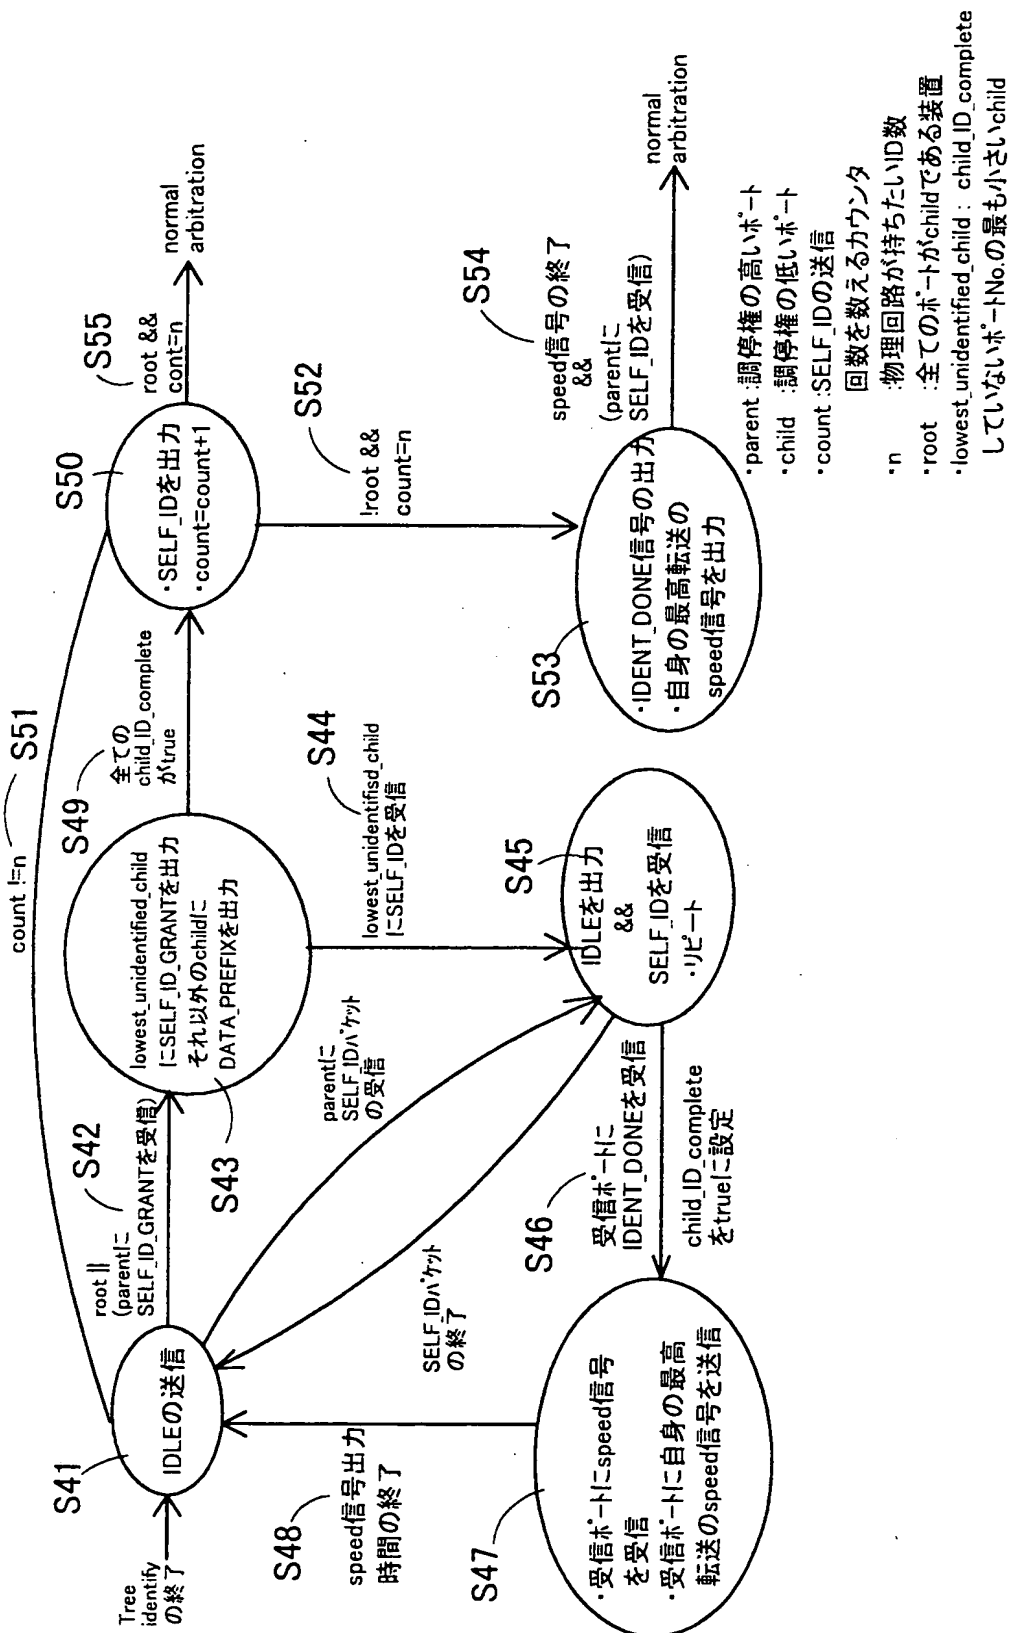 Tree
identify
の終了
S41
IDLEの送信
S42
root ||
(parentに
SELF_ID_GRANTを受信)
S43
lowest_unidentified_child
にSELF_ID_GRANTを出力
それ以外のchildに
DATA_PREFIXを出力
count !=n
S51
S49
全ての
child_ID_complete
がtrue
S50
・SELF_IDを出力
・count=count+1
S55
root &&
cont=n
normal
arbitration
S52
!root &&
count=n
S44
lowest_unidentifisd_child
にSELF_IDを受信
parentに
SELF_IDパケット
の受信
SELF_IDパケット
の終了
S48
speed信号出力
時間の終了
S47
・受信ポートにspeed信号
を受信
・受信ポートに自身の最高
転送のspeed信号を送信
S46
受信ポートに
IDENT_DONEを受信
child_ID_complete
をtrueに設定
S45
IDLEを出力
&&
SELF_IDを受信
・リピート
S53
・IDENT_DONE信号の出力
・自身の最高転送の
speed信号を出力
S54
speed信号の終了
&&
(parentに
SELF_IDを受信)
normal
arbitration
・parent :調停権の高いポート
・child :調停権の低いポート
・count :SELF_IDの送信
回数を数えるカウンタ
・n :物理回路が持ちたいID数
・root :全てのポートがchildである装置
・lowest_unidentified_child : child_ID_complete
していないポートNo.の最も小さいchild